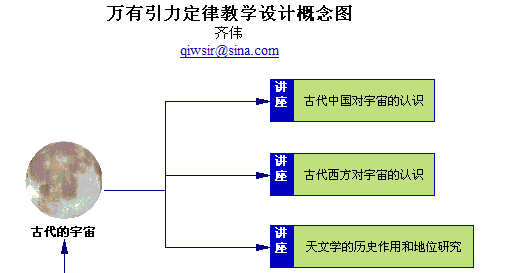 万有引力定律教学设计概念图
齐伟
qiwsir@sina.com
讲座
古代中国对宇宙的认识
讲座
古代西方对宇宙的认识
古代的宇宙
讲座
天文学的历史作用和地位研究